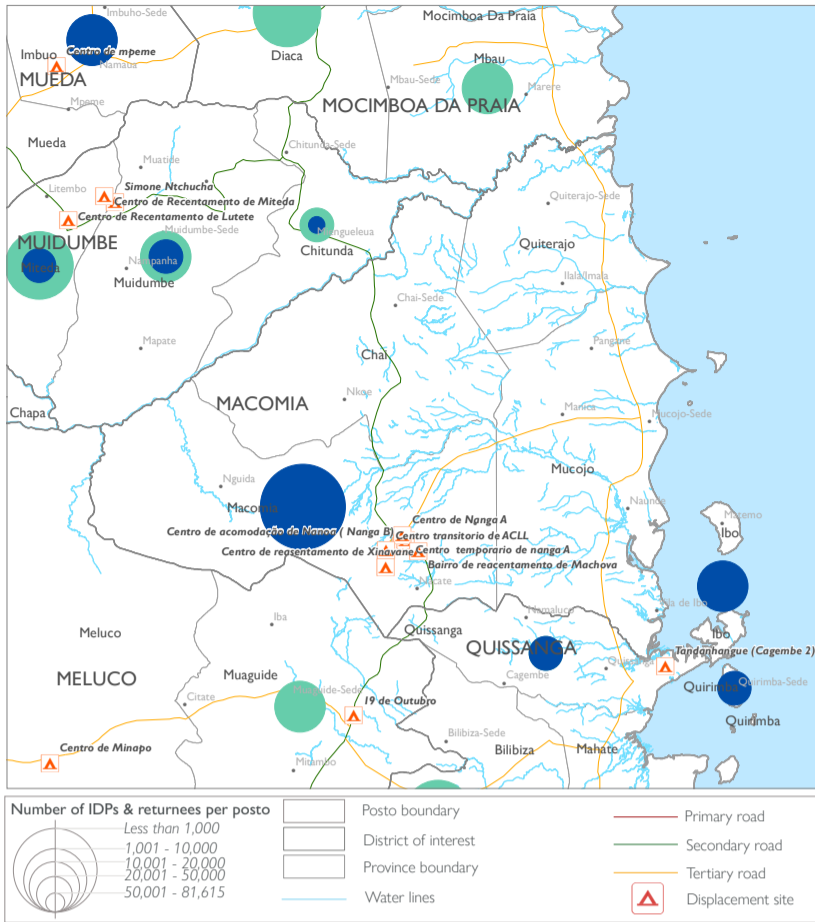 Imbuho-Sede
Mocimboa Da Praia
Centro de mpeme
Imbuo
Namaua
Diaca
Mbau
MUEDA
Mbau-Sede
Marere
Mpeme
MOCIMBOA DA PRAIA
Mueda
Chitunda-Sede
Muatide
Litembo
Simone Ntchucha
Centro de Recentamento de Miteda
Centro de Recentamento de Lutete
Quiterajo-Sede
Muidumbe-Sede
Miengueleua
MUIDUMBE
Chitunda
Quiterajo
Miteda
Nampanha
Muidumbe
Ilala/Imala
Chai-Sede
Mapate
Pangane
Chai
Nkoe
MACOMIA
Chapa
Manica
Mucojo-Sede
Mucojo
Nguida
Macomia
Naunde
Matemo
Ibo
Centro de Nanga A
Centro de acomodação de Nanga ( Nanga B)
Centro transitorio de ACLL
Centro de reasentamento de Xinavane
Centro temporario de nanga A
Bairro de reacentamento de Machova
Nacate
Iba
Namaluco
Vila de Ibo
Meluco
Quissanga
Ibo
QUISSANGA
Tandanhangue (Cagembe 2)
Muaguide
Quissanga
MELUCO
Cagembe
Quirimba
Quirimba-Sede
Muaguide-Sede
Citate
19 de Outubro
Quirimba
Bilibiza-Sede
Centro de Minapo
Bilibiza
Mahate
Mitambo
Number of IDPs & returnees per posto
Less than 1,000
1,001 - 10,000
10,001 - 20,000
20,001 - 50,000
50,001 - 81,615
Posto boundary
District of interest
Province boundary
Water lines
Primary road
Secondary road
Tertiary road
Displacement site